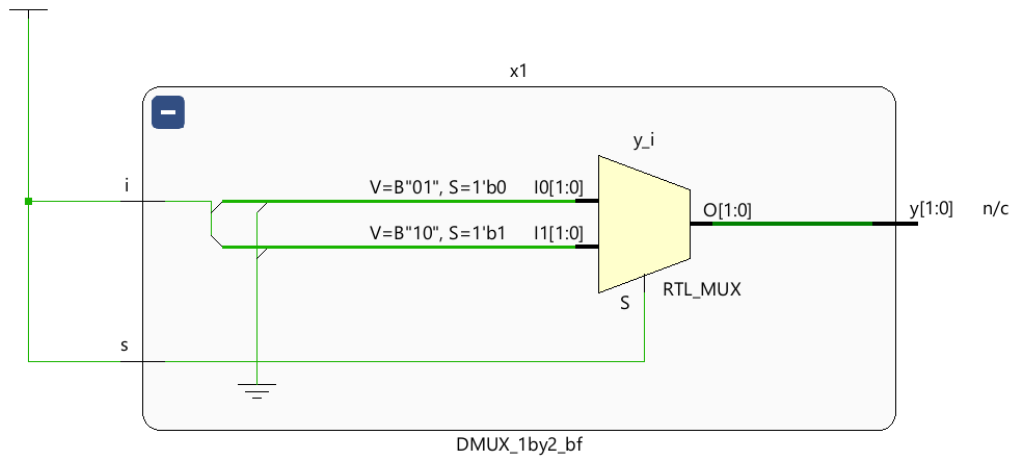 x1
y_i
i
V=B"01", S=1'b0 I0[1:0]
O[1:0]
y[1:0] n/c
V=B"10", S=1'b1 I1[1:0]
S
RTL_MUX
s
DMUX_1by2_bf